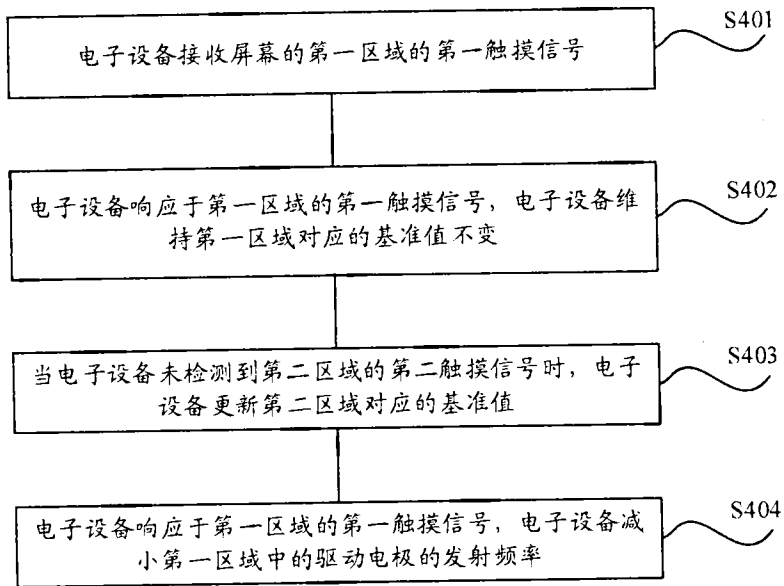 S401
电子设备接收屏幕的第一区域的第一触摸信号
S402
电子设备响应于第一区域的第一触摸信号，电子设备维
持第一区域对应的基准值不变
S403
当电子设备未检测到第二区域的第二触摸信号时，电子
设备更新第二区域对应的基准值
S404
电子设备响应于第一区域的第一触摸信号，电子设备减
小第一区域中的驱动电极的发射频率